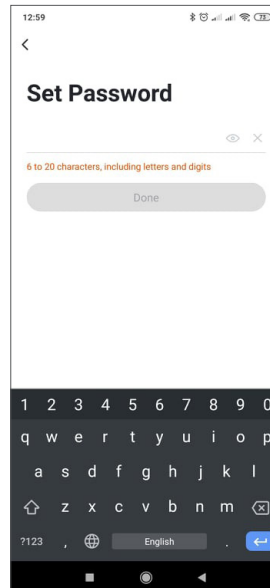 12:59
73
Set Password
6 to 20 characters, including letters and digits
Done
1 2 3 4 5 6 7 8 9 0
q w e r t y u i o p
a s d f g h j k l
z x c v b n m
?123 , English .